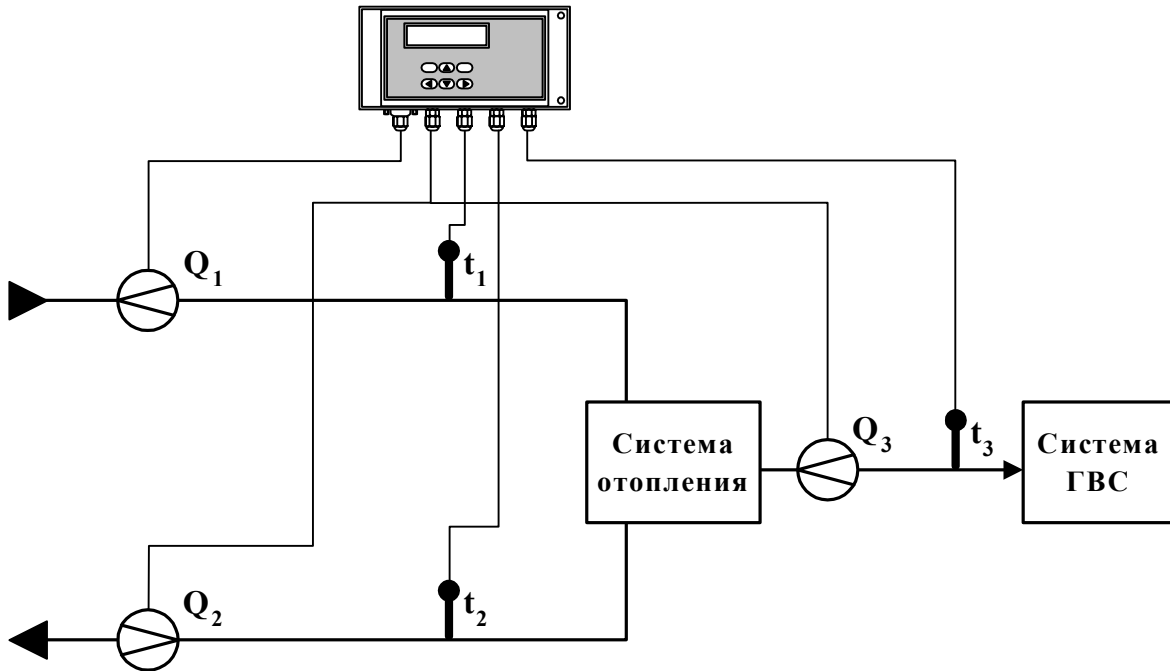 Q1
t1
Система
отопления
Q3
t3
Система
ГВС
Q2
t2